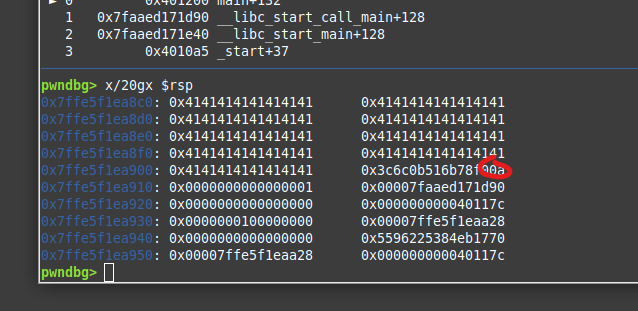 ► 0 0x401200 main+132
1 0x7faaed171d90 __libc_start_call_main+128
2 0x7faaed171e40 __libc_start_main+128
3 0x4010a5 _start+37
pwndbg> x/20gx $rsp
0x7ffe5f1ea8c0: 0x4141414141414141 0x4141414141414141
0x7ffe5f1ea8d0: 0x4141414141414141 0x4141414141414141
0x7ffe5f1ea8e0: 0x4141414141414141 0x4141414141414141
0x7ffe5f1ea8f0: 0x4141414141414141 0x4141414141414141
0x7ffe5f1ea900: 0x4141414141414141 0x3c6c0b516b78f00a
0x7ffe5f1ea910: 0x0000000000000001 0x00007faaed171d90
0x7ffe5f1ea920: 0x0000000000000000 0x000000000040117c
0x7ffe5f1ea930: 0x0000000100000000 0x00007ffe5f1eaa28
0x7ffe5f1ea940: 0x0000000000000000 0x5596225384eb1770
0x7ffe5f1ea950: 0x00007ffe5f1eaa28 0x000000000040117c
pwndbg>